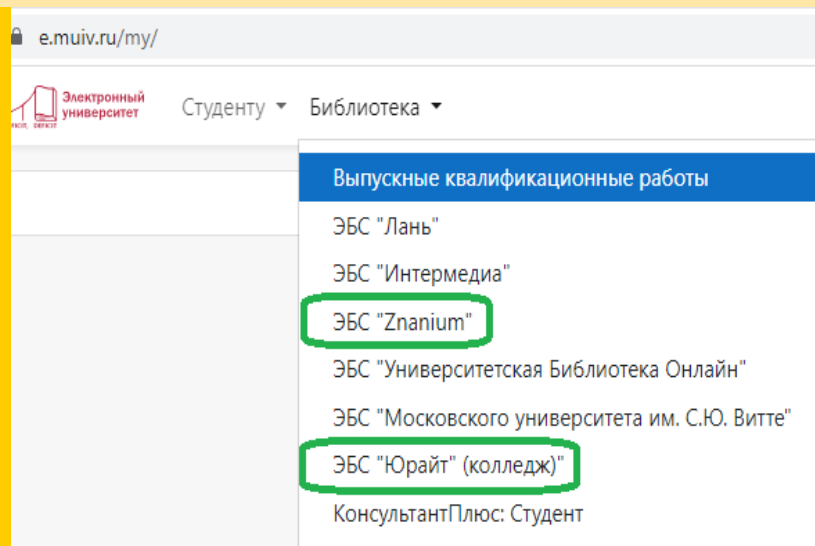 e.muiv.ru/my/
Электронный
университет
Студенту
Библиотека
Выпускные квалификационные работы
ЭБС "Лань"
ЭБС "Интермедиа"
ЭБС "Znanium"
ЭБС "Университетская Библиотека Онлайн"
ЭБС "Московского университета им. С.Ю. Витте"
ЭБС "Юрайт" (колледж)"
КонсультантПлюс: Студент